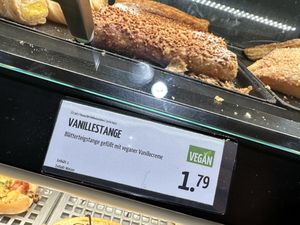 VANILLESTANGE
Blätterteigstange gefüllt mit veganer Vanillecreme
VEGAN
1.79